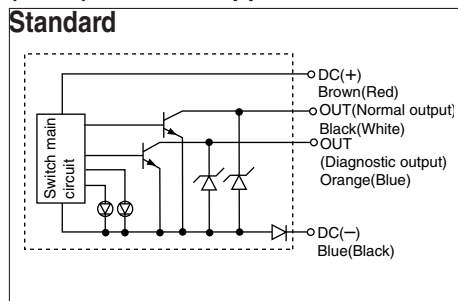 Standard
DC(+)
Brown(Red)
OUT(Normal output)
Black(White)
OUT
(Diagnostic output)
Orange(Blue)
Switch main
circuit
DC(−)
Blue(Black)